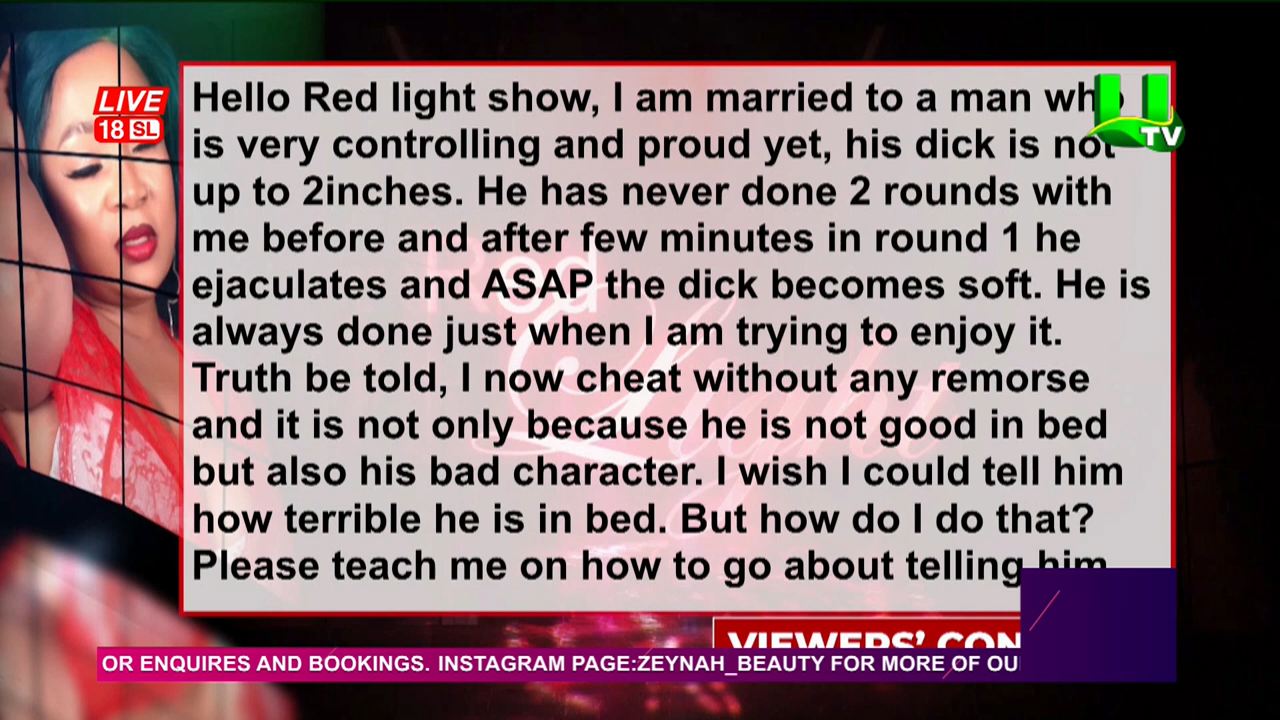 LIVE
18 SL
U
TV
Hello Red light show, I am married to a man who
is very controlling and proud yet, his dick is not
up to 2inches. He has never done 2 rounds with
me before and after few minutes in round 1 he
ejaculates and ASAP the dick becomes soft. He is
always done just when I am trying to enjoy it.
Truth be told, I now cheat without any remorse
and it is not only because he is not good in bed
but also his bad character. I wish I could tell him
how terrible he is in bed. But how do I do that?
Please teach me on how to go about telling him
Red
Light
VIEWERS' CON
OR ENQUIRES AND BOOKINGS. INSTAGRAM PAGE:ZEYNAH_BEAUTY FOR MORE OF OU